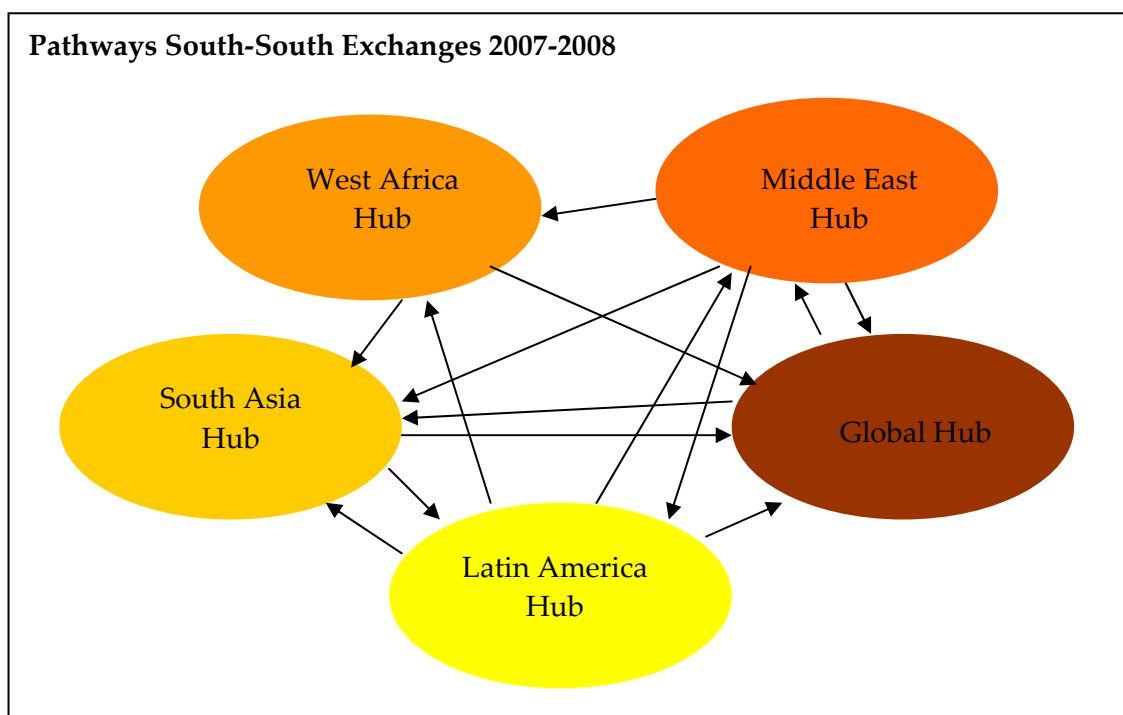 Pathways South-South Exchanges 2007-2008
West Africa
Hub
Middle East
Hub
South Asia
Hub
Global Hub
Latin America
Hub